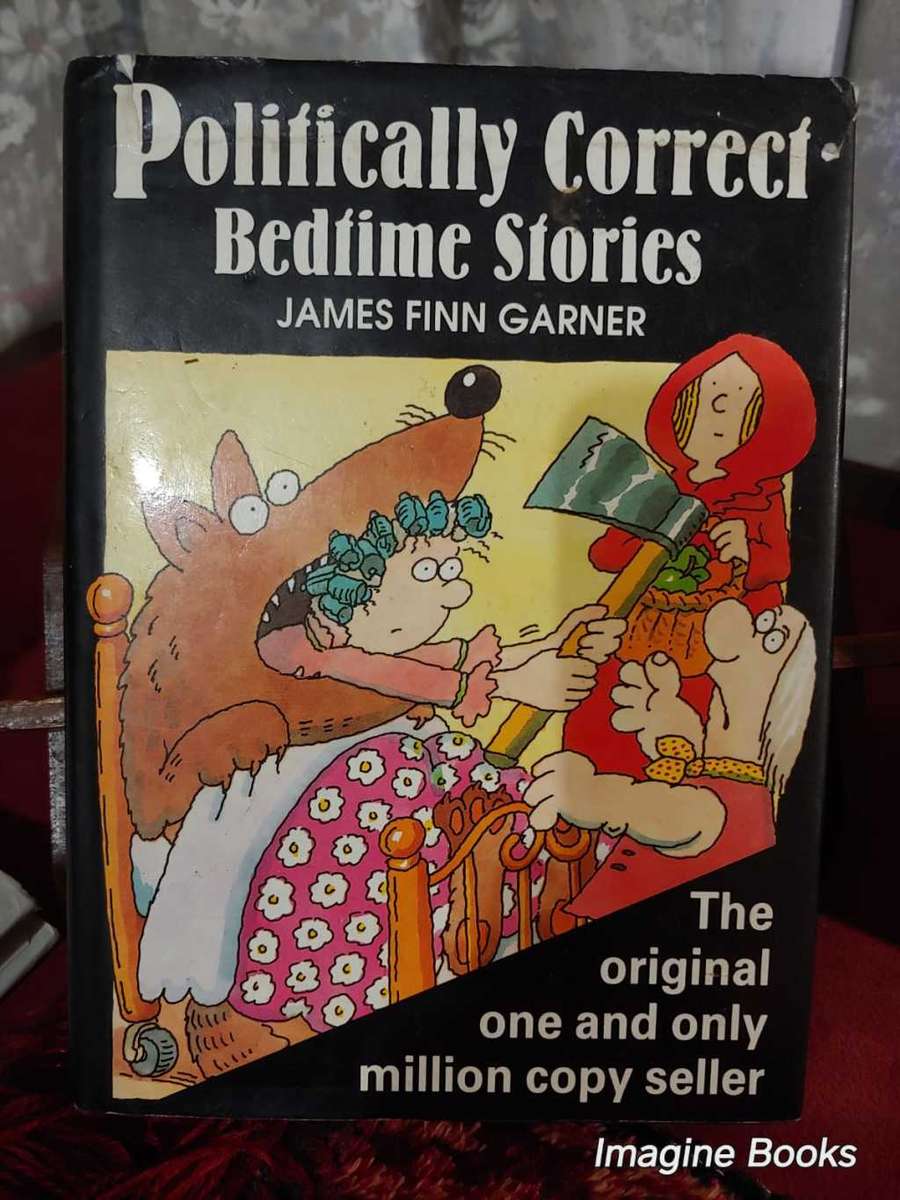 Politically Correct
Bedtime Stories
JAMES FINN GARNER
The
original
one and only
million copy seller
Imagine Books